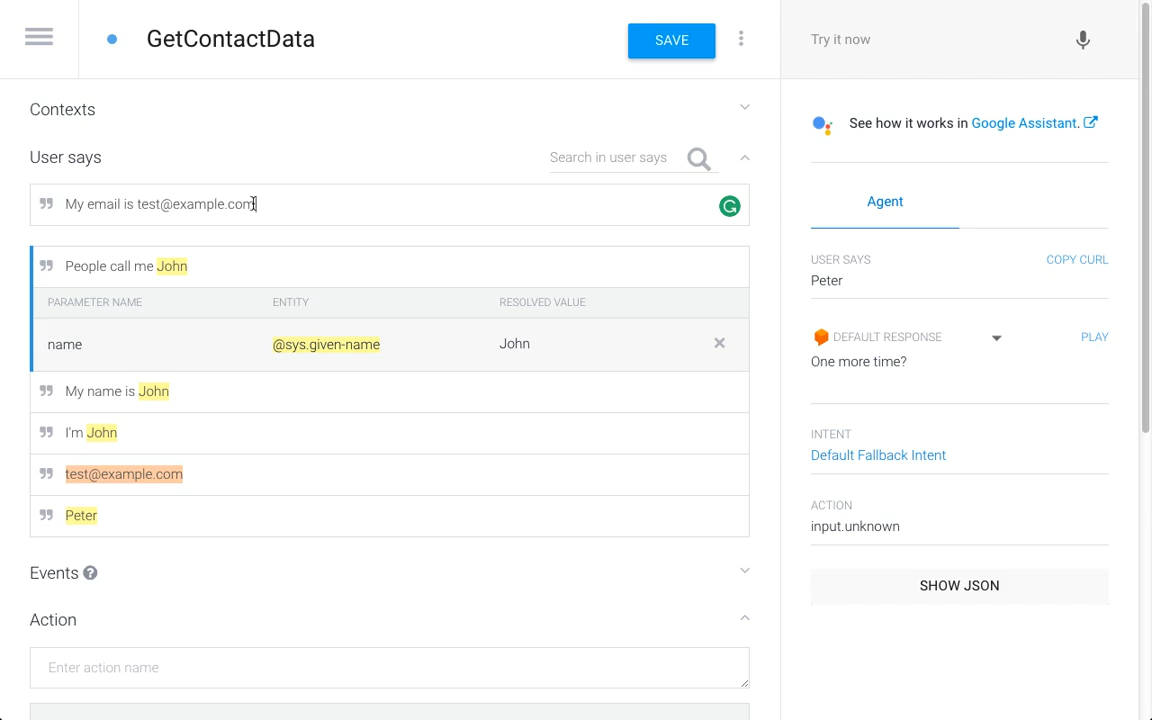 GetContactData
SAVE
Try it now
Contexts
See how it works in Google Assistant.
User says
Search in user says
My email is test@example.com
Agent
People call me John
USER SAYS
COPY CURL
Peter
PARAMETER NAME
ENTITY
RESOLVED VALUE
name
@sys.given-name
John
DEFAULT RESPONSE
PLAY
One more time?
My name is John
I'm John
INTENT
Default Fallback Intent
test@example.com
Peter
ACTION
input.unknown
Events
SHOW JSON
Action
Enter action name